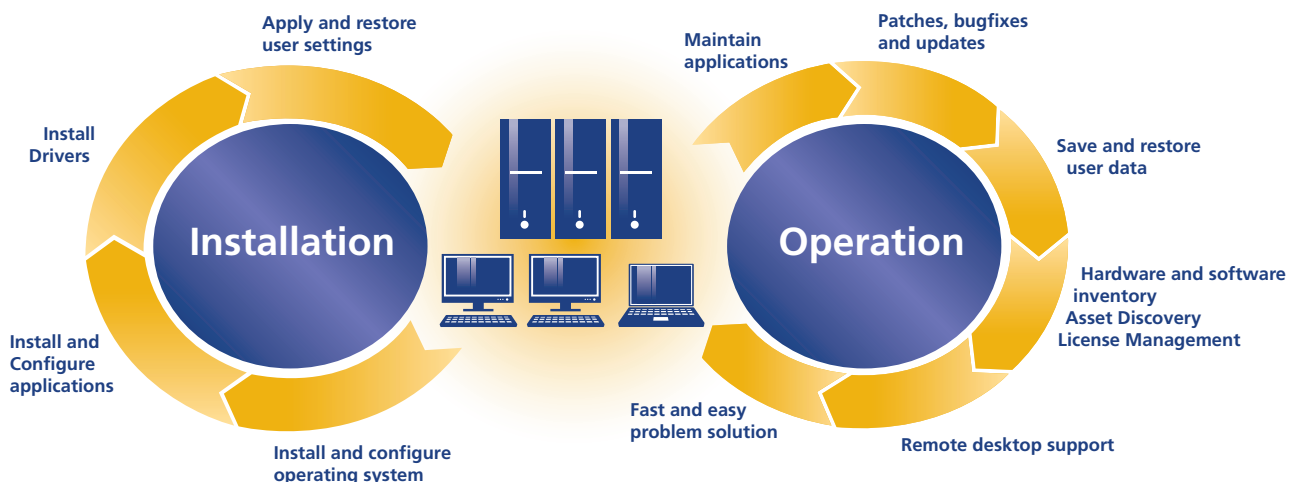 Apply and restore
user settings
Install
Drivers
Installation
Install and
Configure
applications
Install and configure
operating system
Maintain
applications
Patches, bugfixes
and updates
Save and restore
user data
Operation
Hardware and software
inventory
Asset Discovery
License Management
Fast and easy
problem solution
Remote desktop support